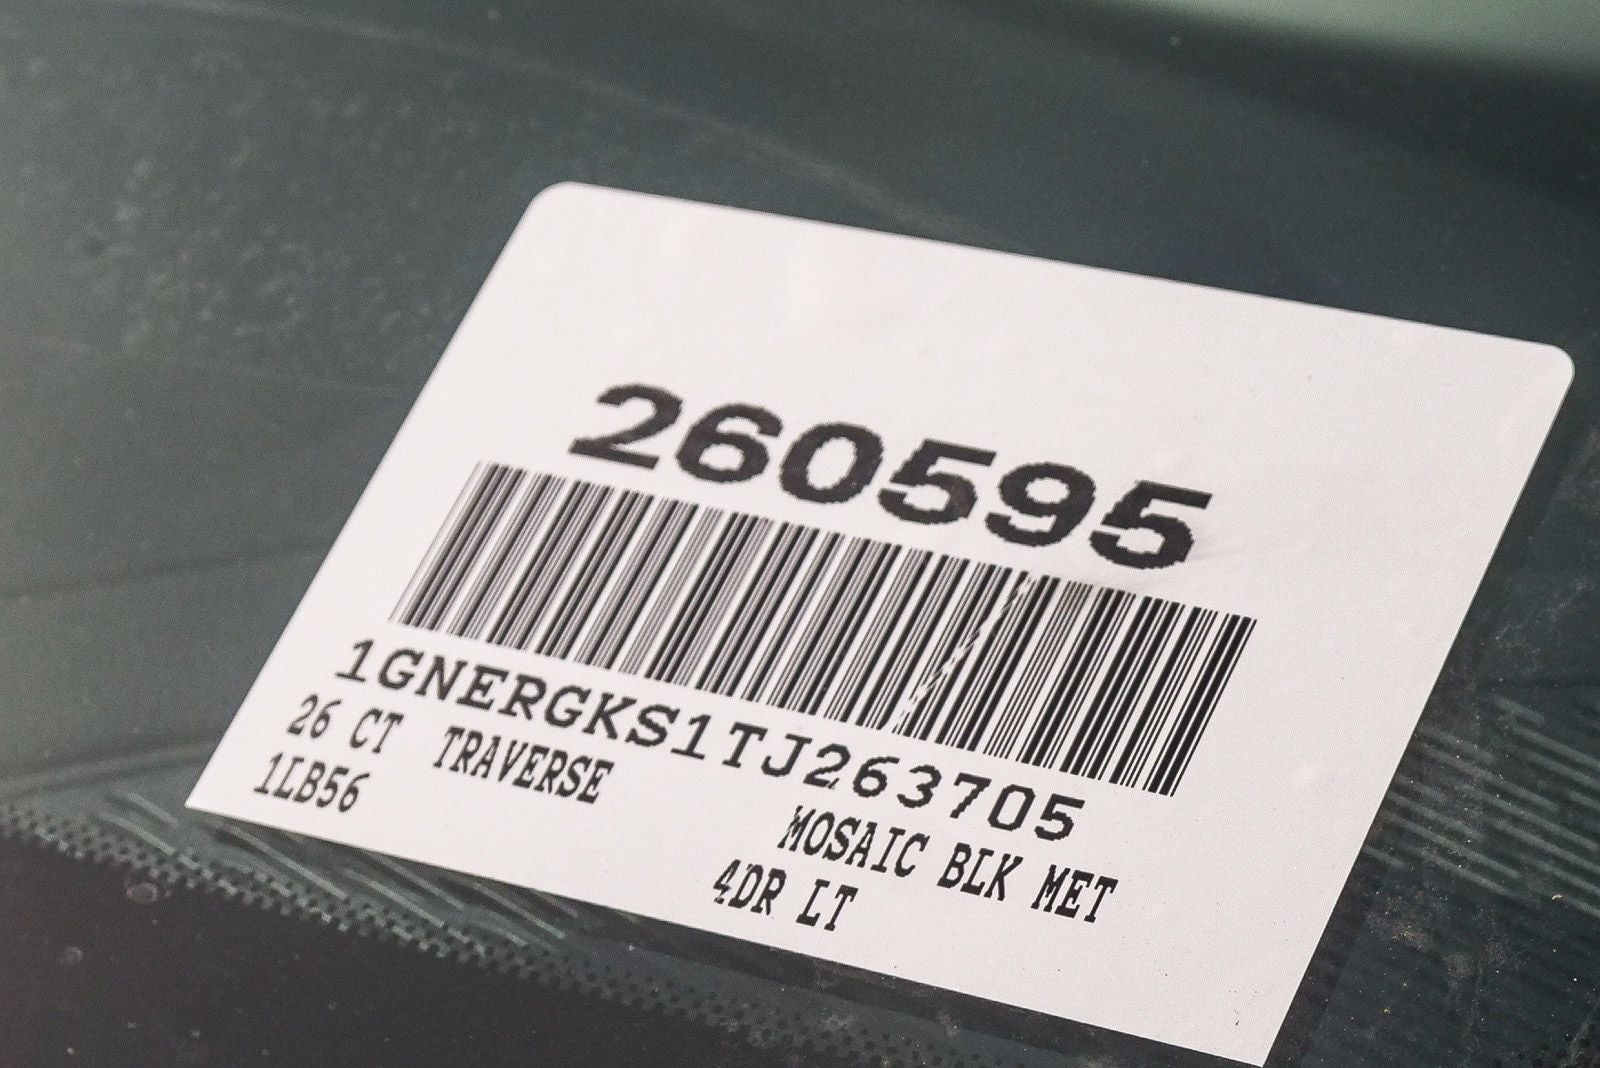 260595
1GNERGKS1TJ263705
26 CT TRAVERSE
MOSAIC BLK MET
1LB56
4DR LT